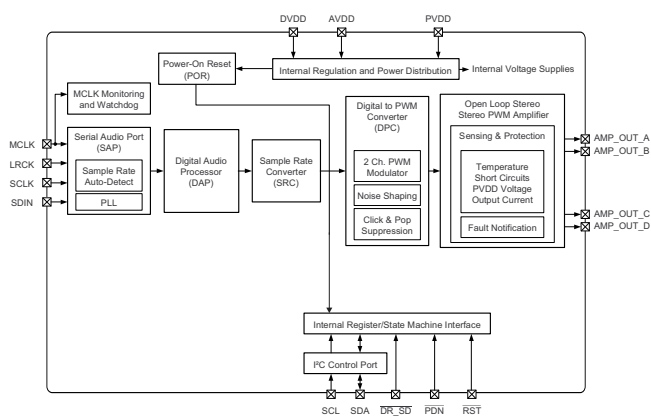 DVDD AVDD PVDD
Power-On Reset
(POR)
Internal Regulation and Power Distribution
Internal Voltage Supplies
MCLK Monitoring
and Watchdog
MCLK
LRCK
SCLK
SDIN
Serial Audio Port
(SAP)
Sample Rate
Auto-Detect
PLL
Digital Audio
Processor
(DAP)
Sample Rate
Converter
(SRC)
Digital to PWM
Converter
(DPC)
2 Ch. PWM
Modulator
Noise Shaping
Click & Pop
Suppression
Open Loop Stereo
Stereo PWM Amplifier
Sensing & Protection
Temperature
Short Circuits
PVDD Voltage
Output Current
Fault Notification
AMP_OUT_A
AMP_OUT_B
AMP_OUT_C
AMP_OUT_D
Internal Register/State Machine Interface
I²C Control Port
SCL SDA DR_SD PDN RST